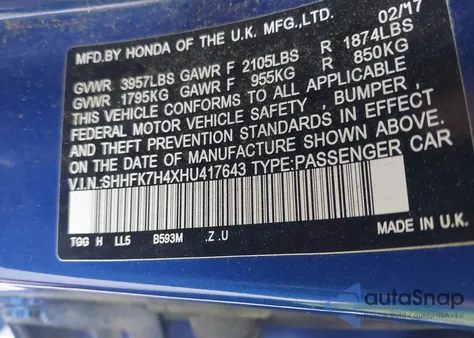 MFD.BY HONDA OF THE U.K. MFG.,LTD. 02/17
GVWR 3957LBS GAWR F 2105LBS R 1874LBS
GVWR 1795KG GAWR F 955KG R 850KG
THIS VEHICLE CONFORMS TO ALL APPLICABLE
FEDERAL MOTOR VEHICLE SAFETY , BUMPER ,
AND THEFT PREVENTION STANDARDS IN EFFECT
ON THE DATE OF MANUFACTURE SHOWN ABOVE.
V.I.N.:SHHFK7H4XHU417643 TYPE:PASSENGER CAR
TGG H LL5 B593M .Z.U
MADE IN U.K.
autoSnap